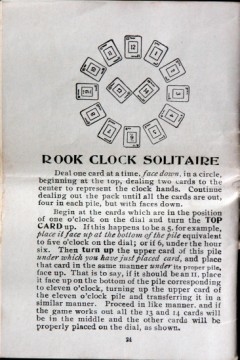 12
ROOK CLOCK SOLITAIRE
Deal one card at a time, face down, in a circle,
beginning at the top, dealing two cards to the
center to represent the clock hands. Continue
dealing out the pack until all the cards are out,
four in each pile, but with faces down.
Begin at the cards which are in the position
of one o'clock on the dial and turn the TOP
CARD up. If this happens to be a 5, for example,
place it face up at the bottom of the pile equivalent
to five o'clock on the dial; or if 6, under the hour
six. Then turn up the upper card of this pile
under which you have just placed card, and place
that card in the same manner under its proper pile,
face up. That is to say, if it should be an 11, place
it face up on the bottom of the pile corresponding
to eleven o'clock, turning up the upper card of
the eleven o'clock pile and transferring it in a
similar manner. Proceed in like manner, and if
the game works out all the 13 and 14 cards will
be in the middle and the other cards will be
properly placed on the dial, as shown.